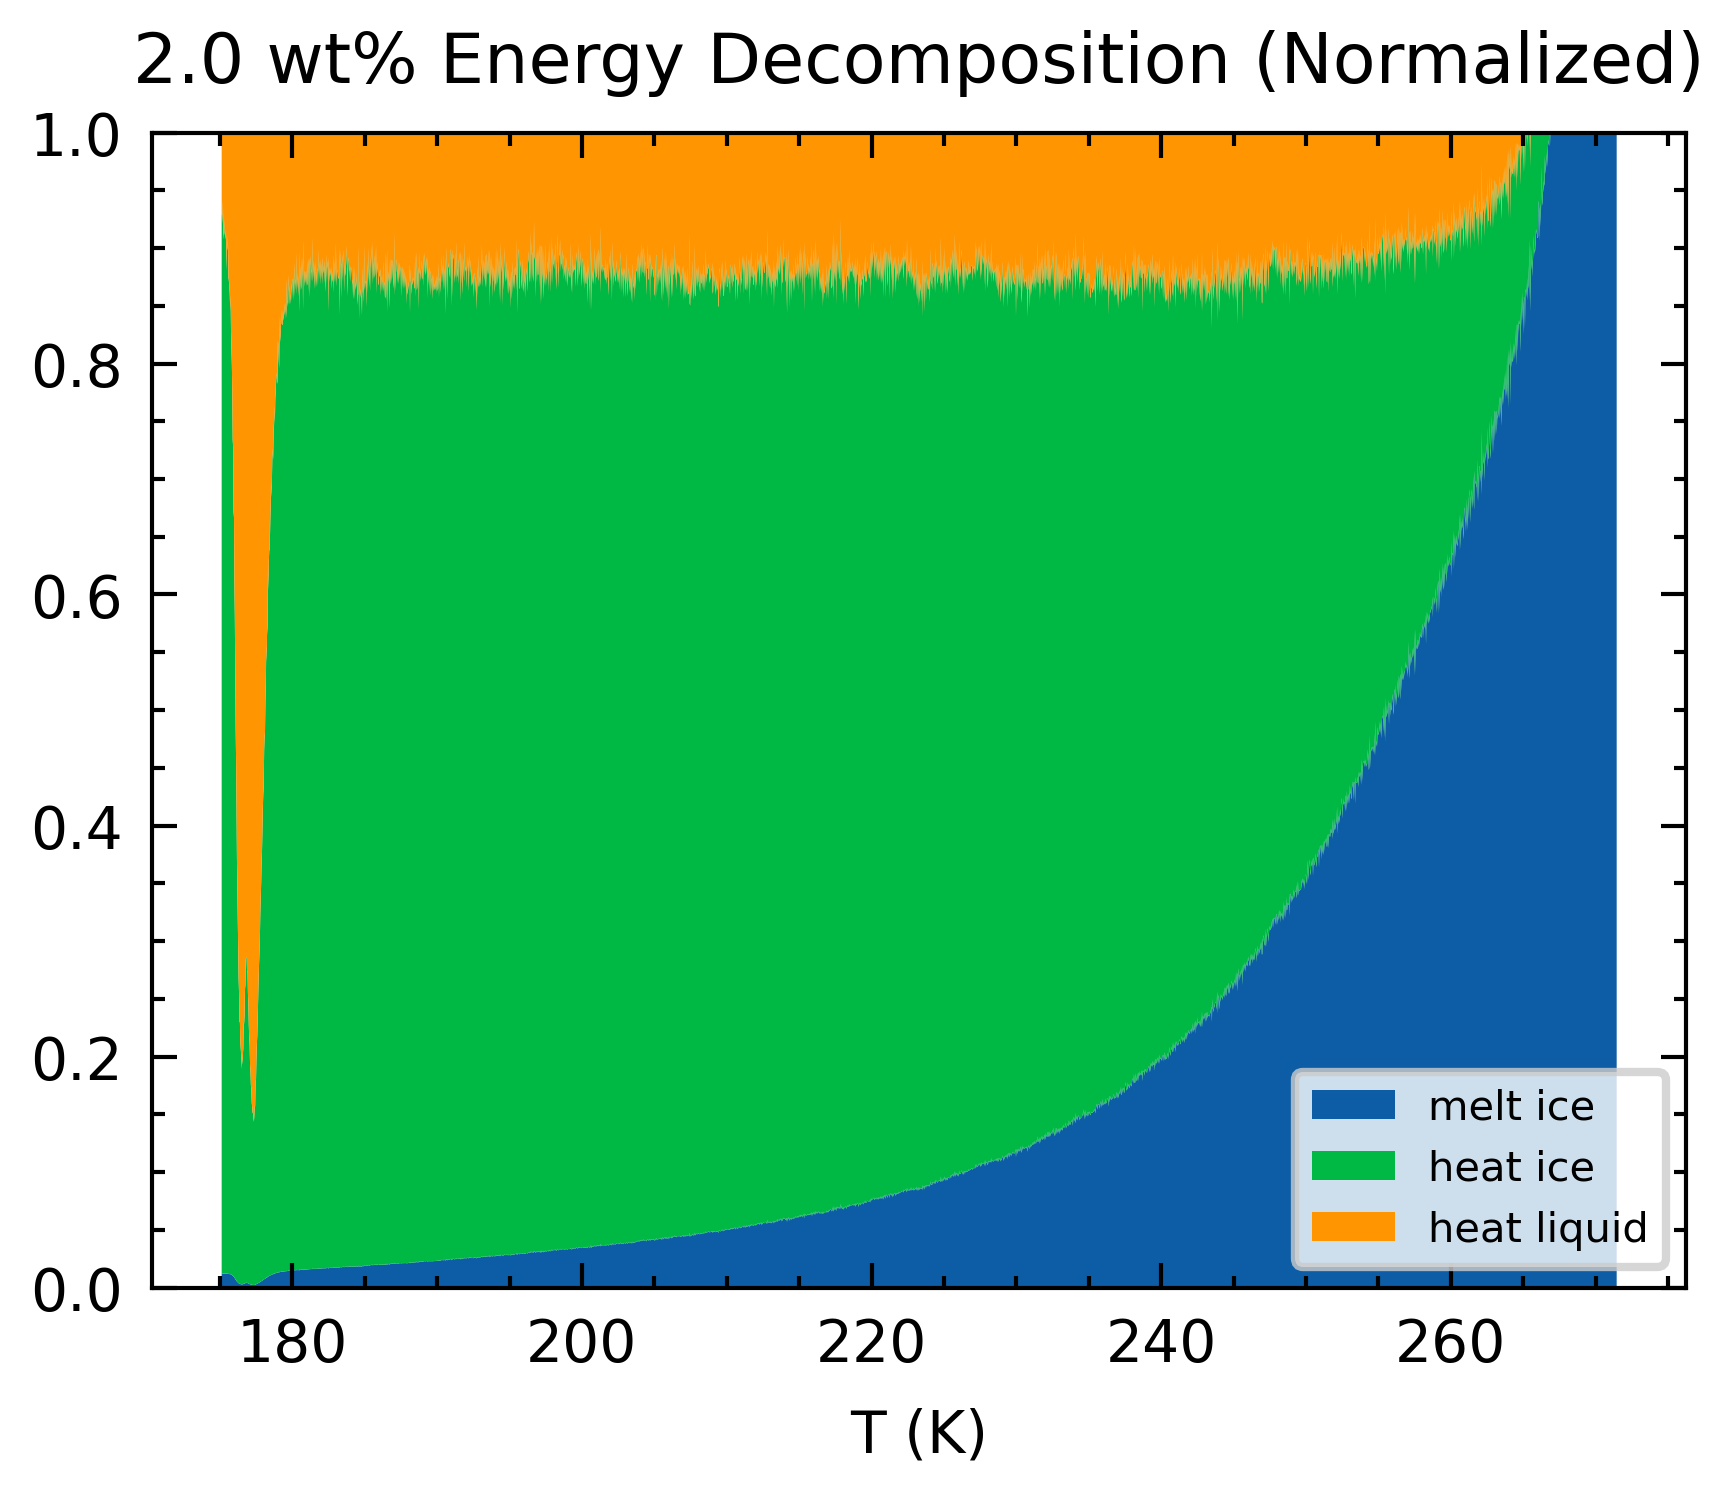 2.0 wt% Energy Decomposition (Normalized)
1.0
0.8
0.6
0.4
0.2
0.0
melt ice
heat ice
heat liquid
180 200 220 240 260
T (K)